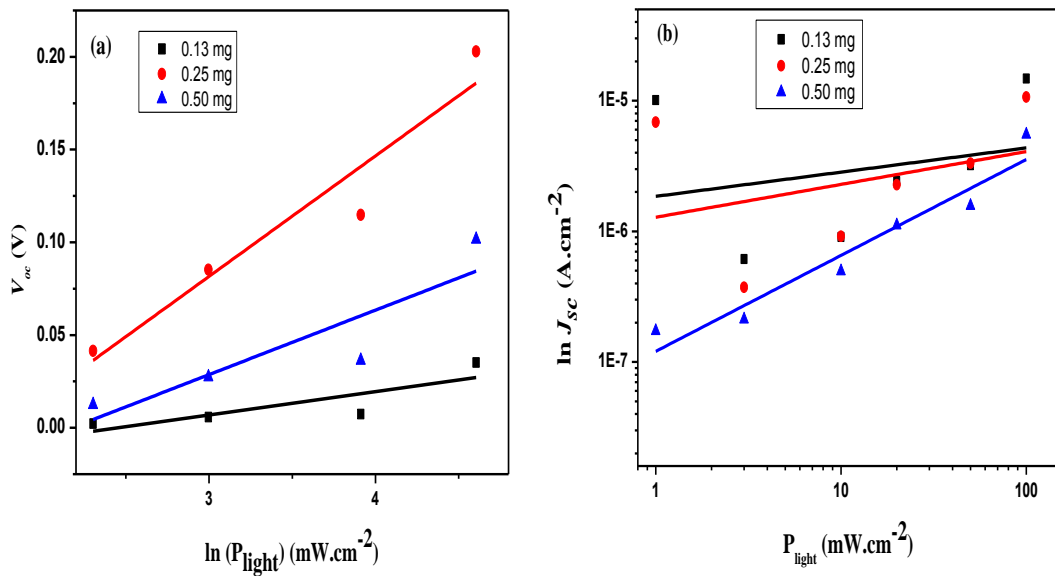 (a)
0.13 mg
0.25 mg
0.50 mg
0.20
0.15
0.10
0.05
0.00
V_oc (V)
3
4
ln (P_light) (mW.cm^-2)
(b)
0.13 mg
0.25 mg
0.50 mg
1E-5
1E-6
1E-7
ln J_sc (A.cm^-2)
1
10
100
P_light (mW.cm^-2)